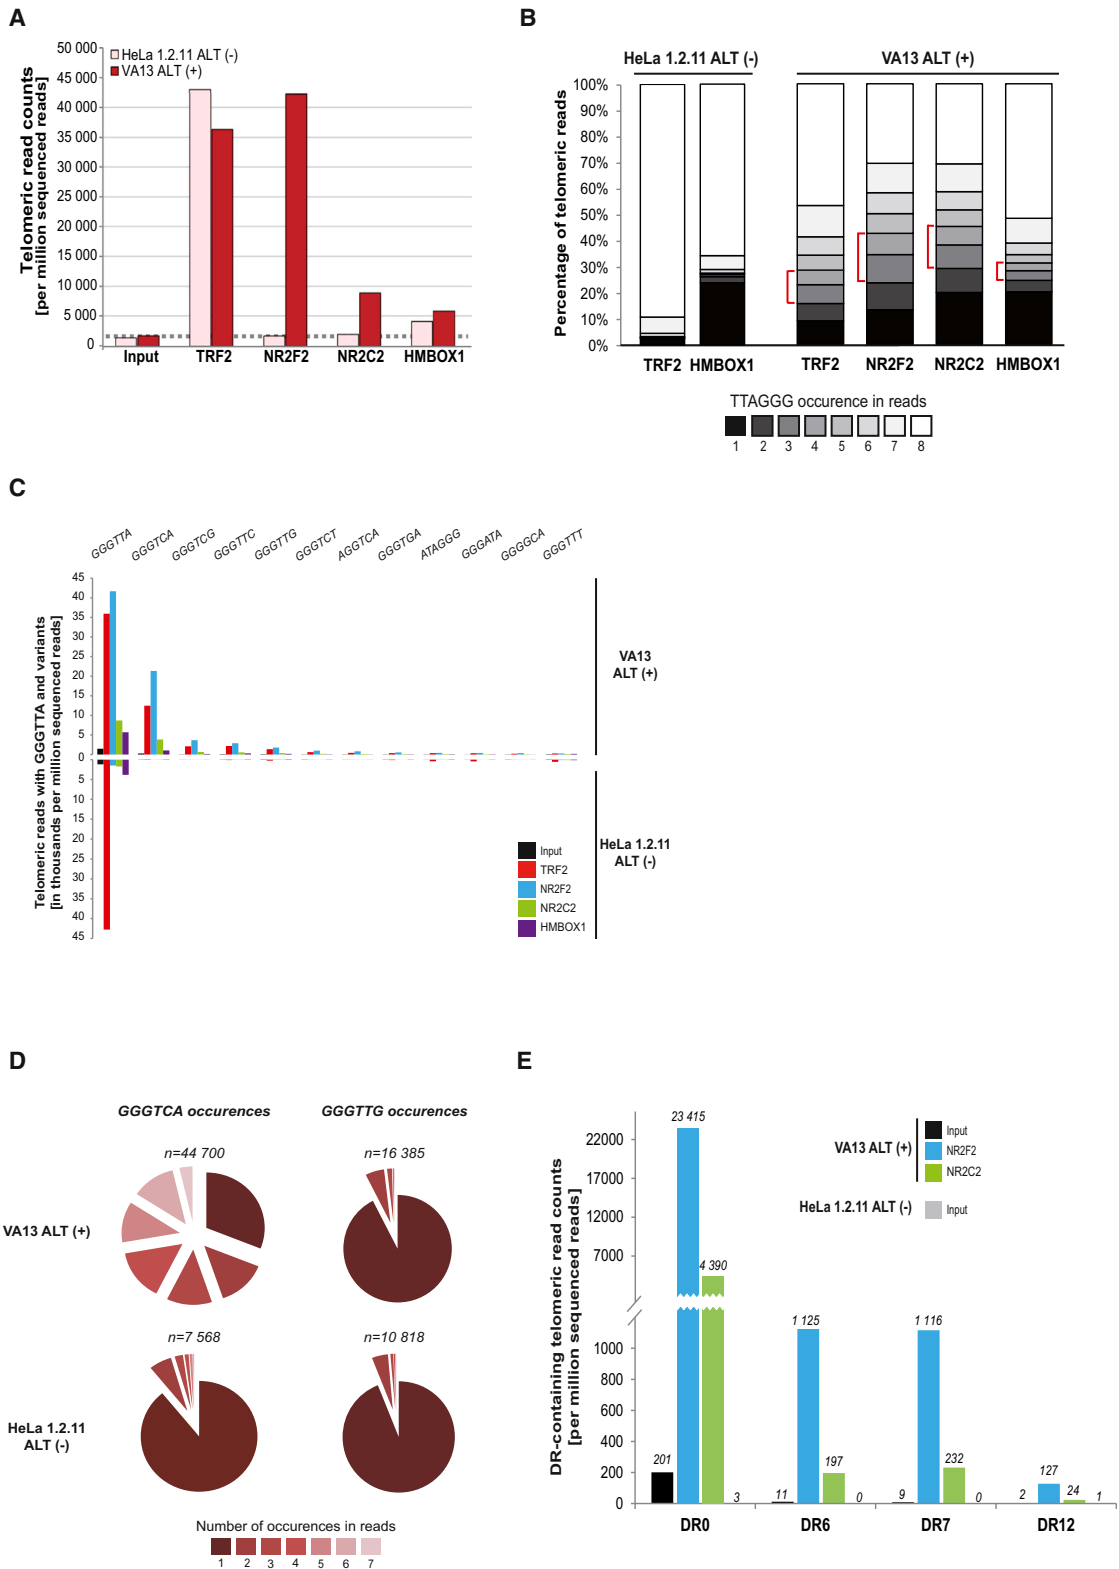 A
50 000
45 000
40 000
35 000
30 000
25 000
20 000
15 000
10 000
5 000
0
Telomeric read counts
[per million sequenced reads]
HeLa 1.2.11 ALT (-)
VA13 ALT (+)
Input TRF2 NR2F2 NR2C2 HMBOX1
B
HeLa 1.2.11 ALT (-) VA13 ALT (+)
100%
90%
80%
70%
60%
50%
40%
30%
20%
10%
0%
Percentage of telomeric reads
TRF2 HMBOX1 TRF2 NR2F2 NR2C2 HMBOX1
TTAGGG occurence in reads
1 2 3 4 5 6 7 8
C
GGGTTA GGGTCA GGGTCG GGGTTC GGGTTG GGGTCT AGGTCA GGGTGA ATAGGG GGGATA GGGGCA GGGTTT
Telomeric reads with GGGTTA and variants
[in thousands per million sequenced reads]
45
40
35
30
25
20
15
10
5
0
0
5
10
15
20
25
30
35
40
45
VA13
ALT (+)
HeLa 1.2.11
ALT (-)
Input
TRF2
NR2F2
NR2C2
HMBOX1
D
GGGTCA occurences GGGTTG occurences
n=44 700 n=16 385
VA13 ALT (+)
n=7 568 n=10 818
HeLa 1.2.11
ALT (-)
Number of occurences in reads
1 2 3 4 5 6 7
E
DR-containing telomeric read counts
[per million sequenced reads]
22000
17000
12000
7000
1000
800
600
400
200
0
VA13 ALT (+)
Input
NR2F2
NR2C2
HeLa 1.2.11 ALT (-)
Input
201 23 415 4 390 3
11 1 125 197 0
9 1 116 232 0
2 127 24 1
DR0 DR6 DR7 DR12